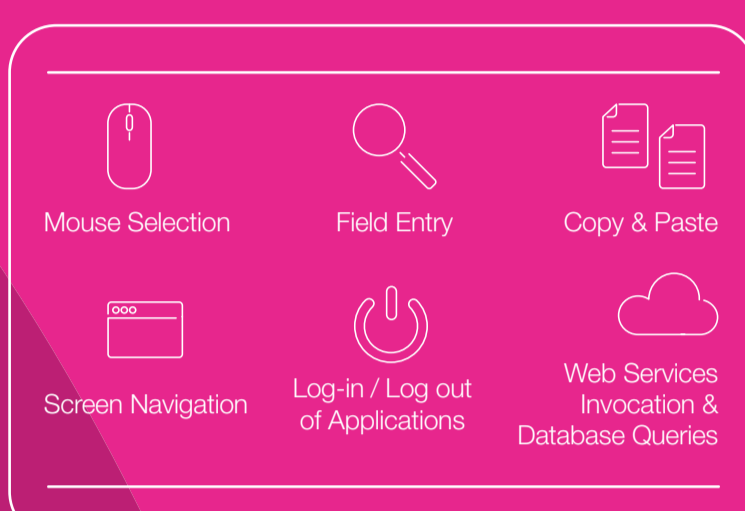 Mouse Selection
Field Entry
Copy & Paste
Screen Navigation
Log-in / Log out
of Applications
Web Services
Invocation &
Database Queries